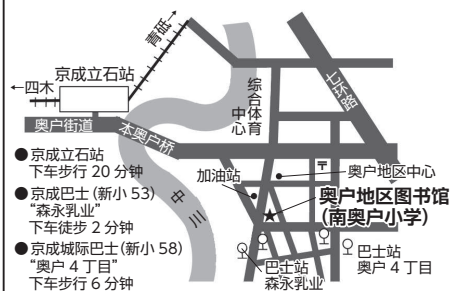 青砥→
←四木
京成立石站
奥户街道
本奥户桥
综合体育
中心
七环路
中川
●京成立石站
下车步行 20 分钟
●京成巴士 (新小 53)
“森永乳业”
下车徒步 2 分钟
●京成城际巴士 (新小 58)
“奥户 4 丁目”
下车步行 6 分钟
加油站
〒
奥户地区中心
★奥户地区图书馆
(南奥户小学)
巴士站
森永乳业
巴士站
奥户 4 丁目